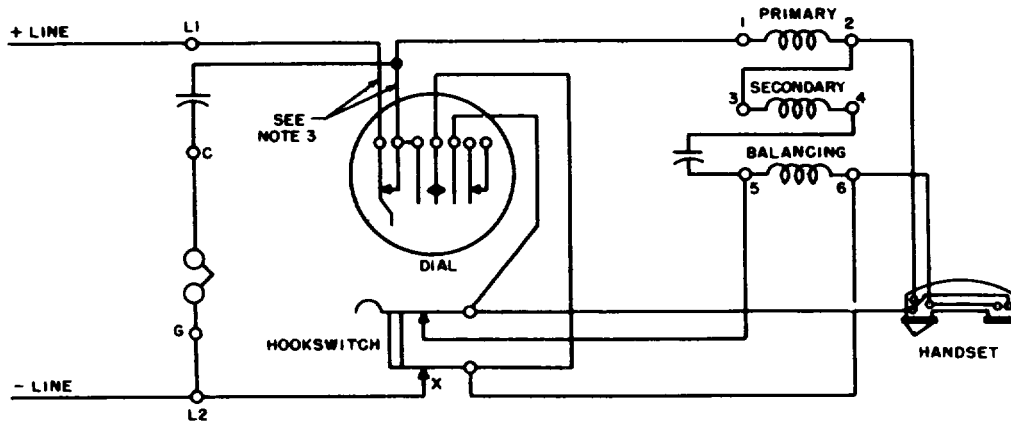 + LINE
L1
1
PRIMARY
2
3
SECONDARY
4
SEE
NOTE 3
C
BALANCING
5
6
DIAL
G
HOOKSWITCH
X
HANDSET
- LINE
L2